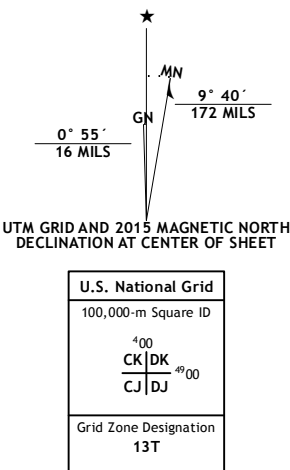 ★
MN
9° 40´
172 MILS
GN
0° 55´
16 MILS
UTM GRID AND 2015 MAGNETIC NORTH
DECLINATION AT CENTER OF SHEET
U.S. National Grid
100,000-m Square ID
⁴00
CK DK
⁴⁹00
CJ DJ
Grid Zone Designation
13T